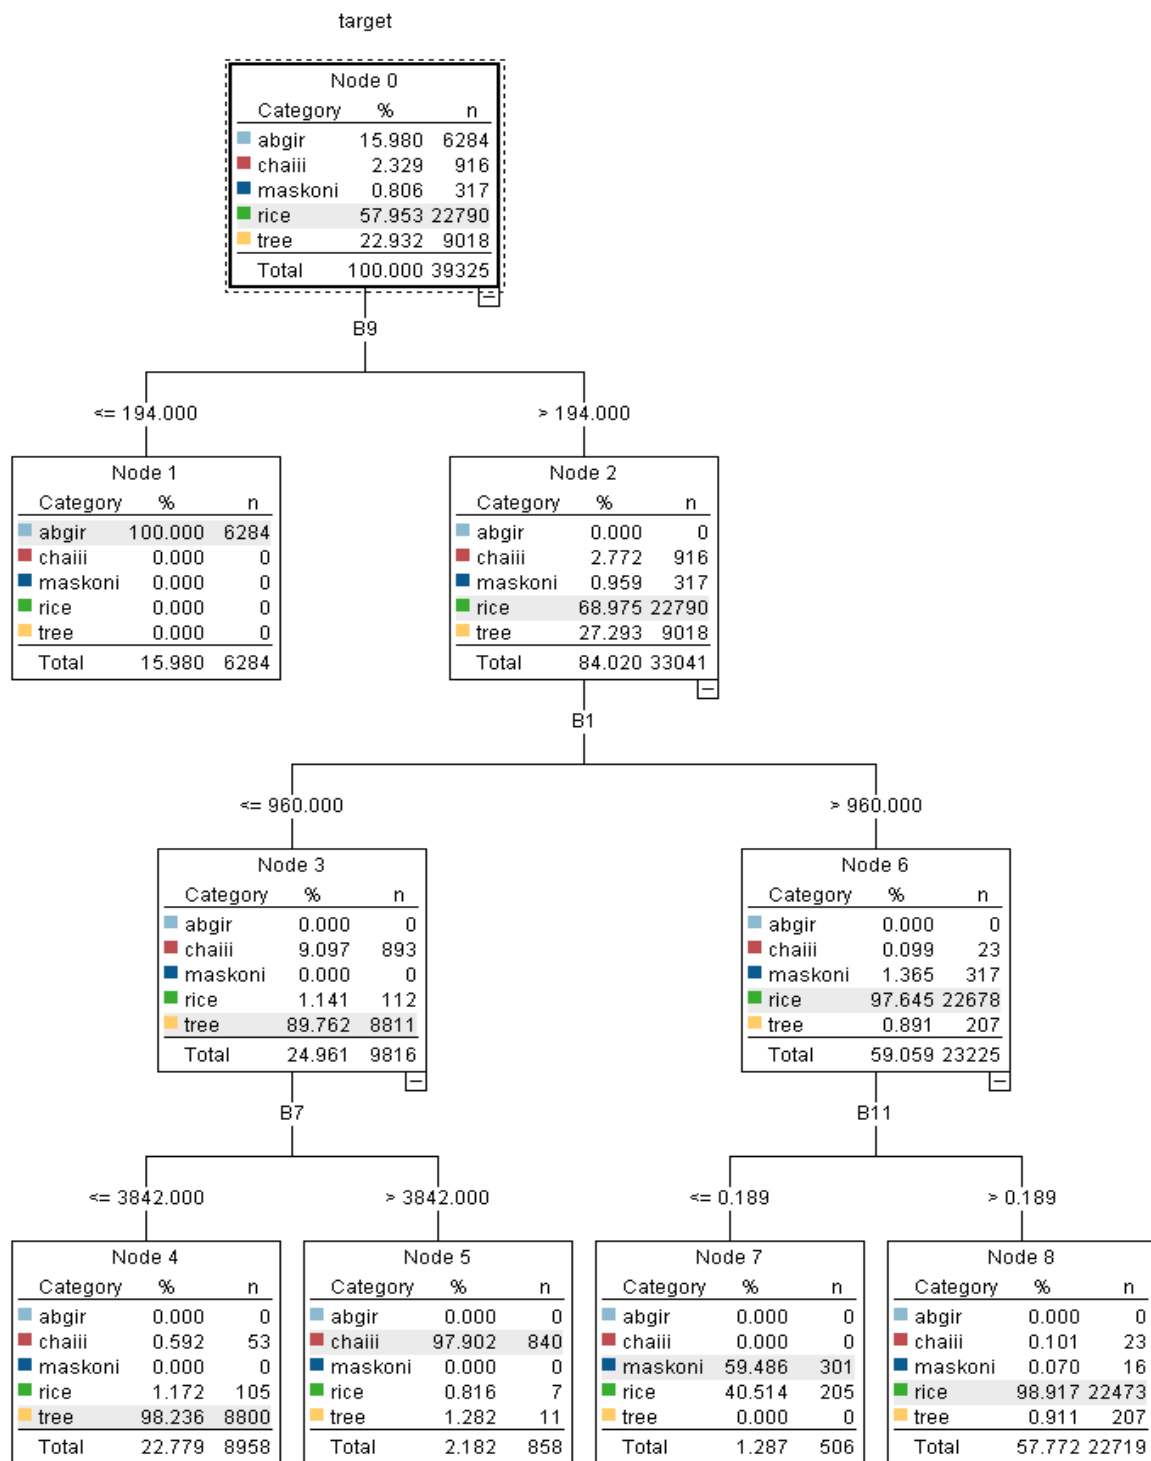 target
Node 0
Category % n
abgir 15.980 6284
chaiii 2.329 916
maskoni 0.806 317
rice 57.953 22790
tree 22.932 9018
Total 100.000 39325
B9
<= 194.000 > 194.000
Node 1
Category % n
abgir 100.000 6284
chaiii 0.000 0
maskoni 0.000 0
rice 0.000 0
tree 0.000 0
Total 15.980 6284
Node 2
Category % n
abgir 0.000 0
chaiii 2.772 916
maskoni 0.959 317
rice 68.975 22790
tree 27.293 9018
Total 84.020 33041
B1
<= 960.000 > 960.000
Node 3
Category % n
abgir 0.000 0
chaiii 9.097 893
maskoni 0.000 0
rice 1.141 112
tree 89.762 8811
Total 24.961 9816
Node 6
Category % n
abgir 0.000 0
chaiii 0.099 23
maskoni 1.365 317
rice 97.645 22678
tree 0.891 207
Total 59.059 23225
B7 B11
<= 3842.000 > 3842.000 <= 0.189 > 0.189
Node 4
Category % n
abgir 0.000 0
chaiii 0.592 53
maskoni 0.000 0
rice 1.172 105
tree 98.236 8800
Total 22.779 8958
Node 5
Category % n
abgir 0.000 0
chaiii 97.902 840
maskoni 0.000 0
rice 0.816 7
tree 1.282 11
Total 2.182 858
Node 7
Category % n
abgir 0.000 0
chaiii 0.000 0
maskoni 59.486 301
rice 40.514 205
tree 0.000 0
Total 1.287 506
Node 8
Category % n
abgir 0.000 0
chaiii 0.101 23
maskoni 0.070 16
rice 98.917 22473
tree 0.911 207
Total 57.772 22719